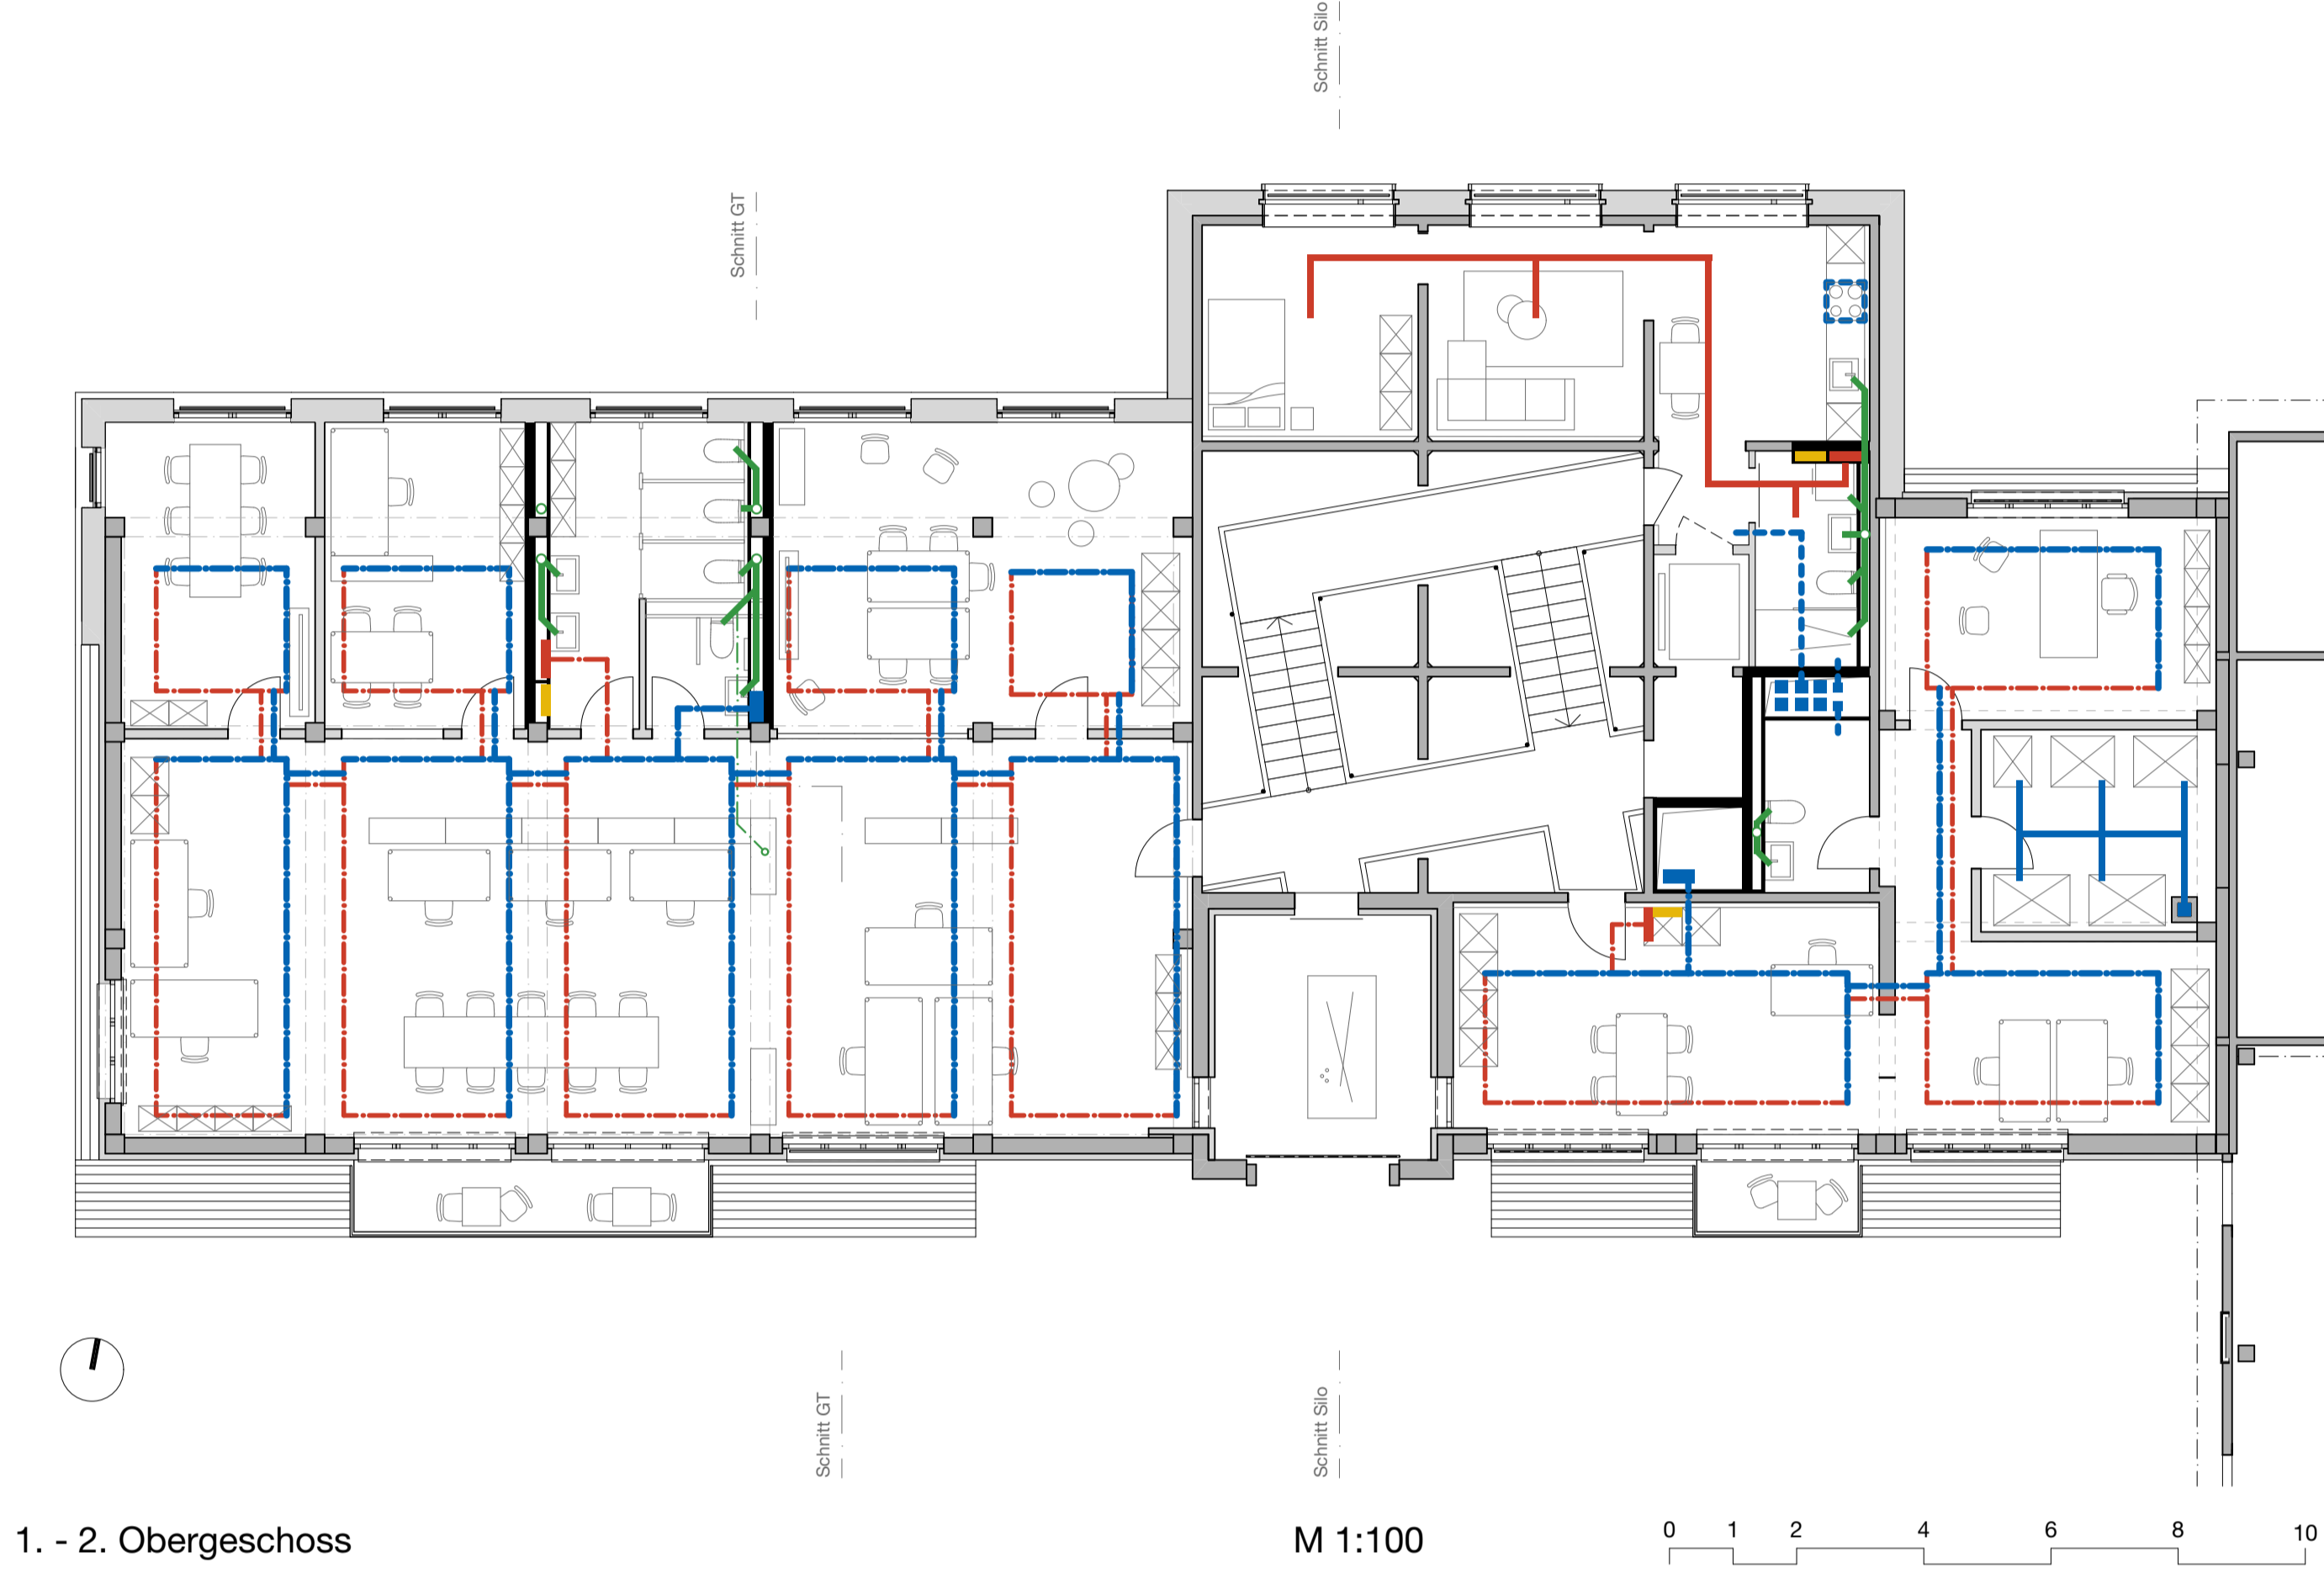 Schnitt Silo
Schnitt GT
Schnitt GT
Schnitt Silo
1. - 2. Obergeschoss
M 1:100
0 1 2 4 6 8 10